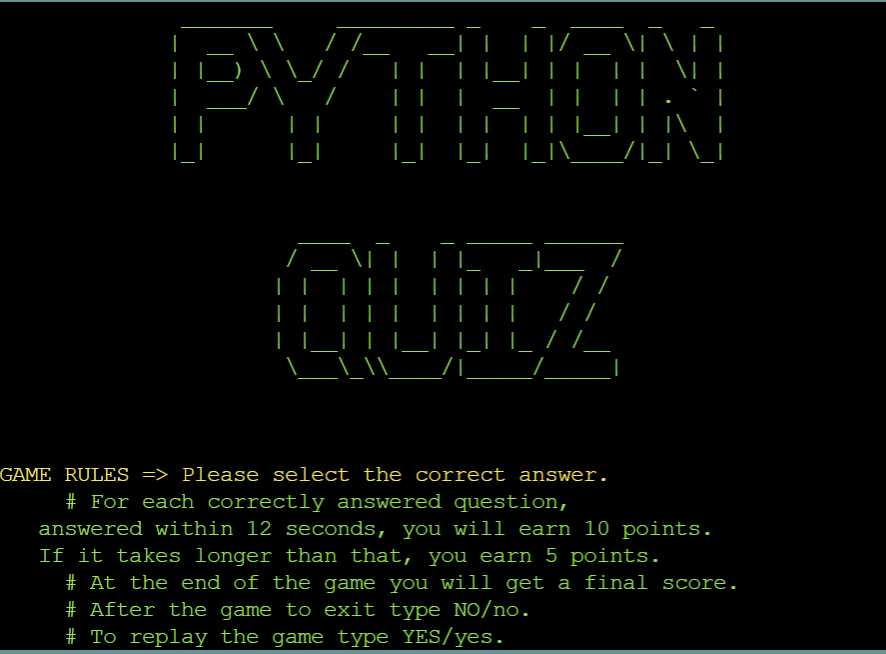 PYTHON
QUIZ
GAME RULES => Please select the correct answer.
# For each correctly answered question,
answered within 12 seconds, you will earn 10 points.
If it takes longer than that, you earn 5 points.
# At the end of the game you will get a final score.
# After the game to exit type NO/no.
# To replay the game type YES/yes.